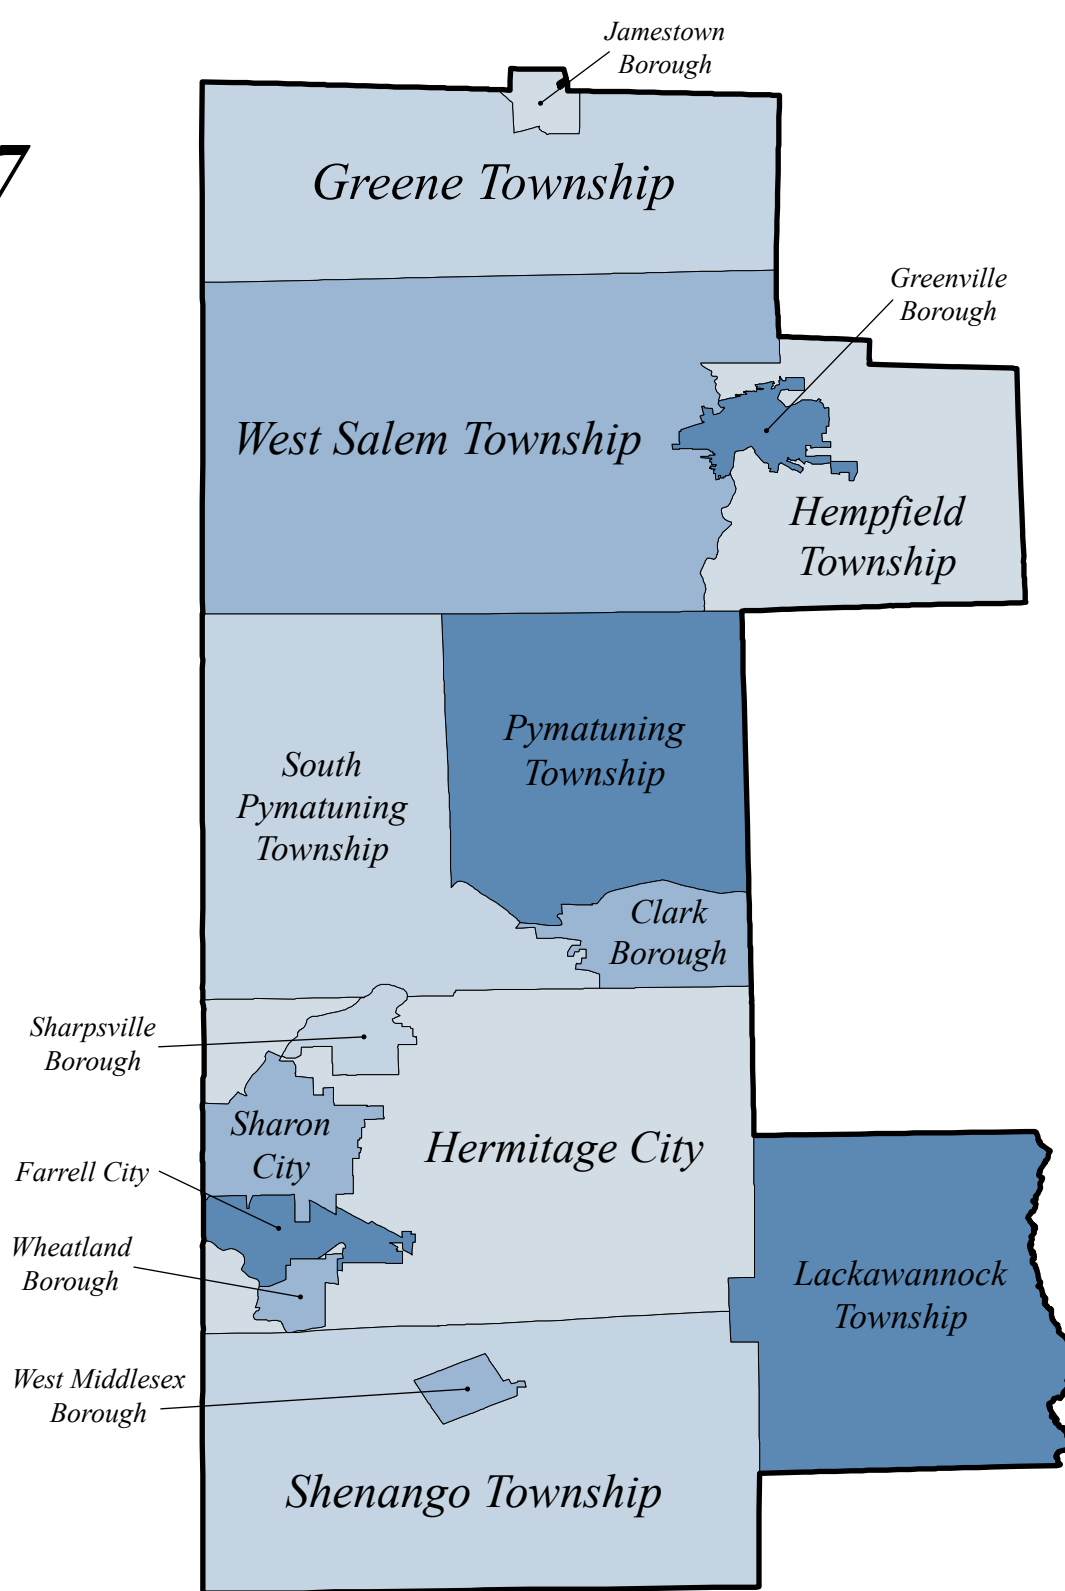 Jamestown
Borough
7
Greene Township
Greenville
Borough
West Salem Township
Hempfield
Township
Pymatuning
Township
South
Pymatuning
Township
Clark
Borough
Sharpsville
Borough
Sharon
City
Hermitage City
Farrell City
Wheatland
Borough
Lackawannock
Township
West Middlesex
Borough
Shenango Township